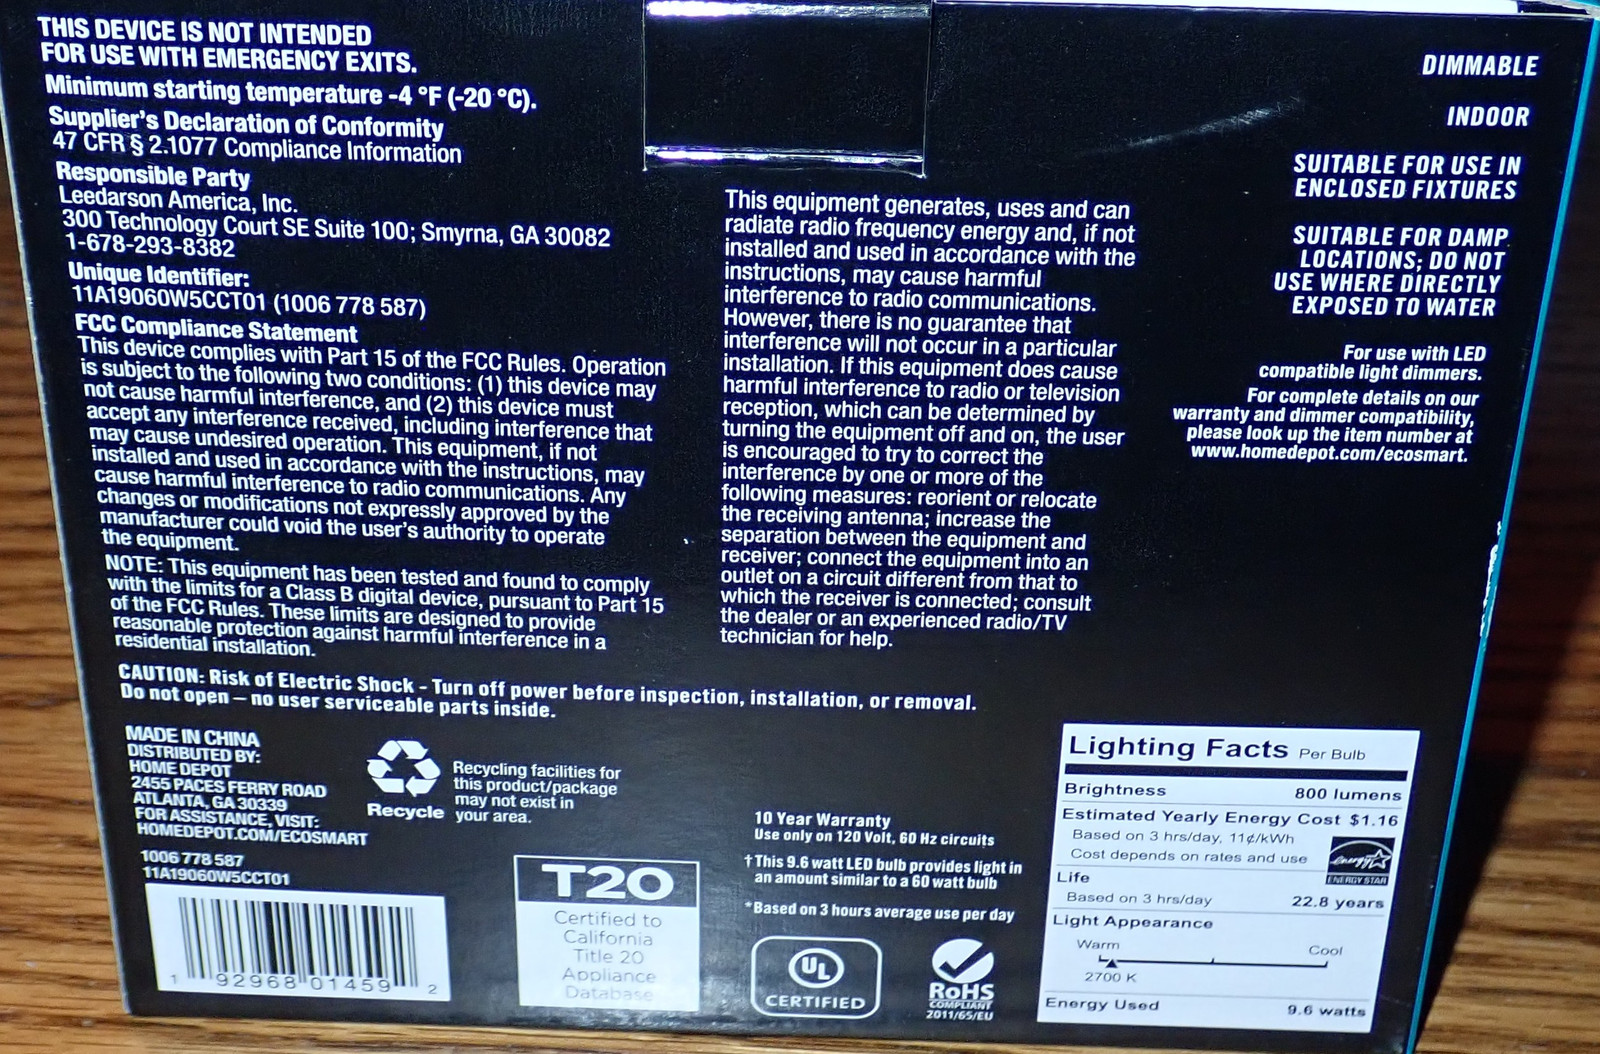 THIS DEVICE IS NOT INTENDED
FOR USE WITH EMERGENCY EXITS.
Minimum starting temperature -4 °F (-20 °C).
Supplier's Declaration of Conformity
47 CFR § 2.1077 Compliance Information
Responsible Party
Leedarson America, Inc.
300 Technology Court SE Suite 100; Smyrna, GA 30082
1-678-293-8382
Unique Identifier:
11A19060W5CCT01 (1006 778 587)
FCC Compliance Statement
This device complies with Part 15 of the FCC Rules. Operation
is subject to the following two conditions: (1) this device may
not cause harmful interference, and (2) this device must
accept any interference received, including interference that
may cause undesired operation. This equipment, if not
installed and used in accordance with the instructions, may
cause harmful interference to radio communications. Any
changes or modifications not expressly approved by the
manufacturer could void the user's authority to operate
the equipment.
NOTE: This equipment has been tested and found to comply
with the limits for a Class B digital device, pursuant to Part 15
of the FCC Rules. These limits are designed to provide
reasonable protection against harmful interference in a
residential installation.
This equipment generates, uses and can
radiate radio frequency energy and, if not
installed and used in accordance with the
instructions, may cause harmful
interference to radio communications.
However, there is no guarantee that
interference will not occur in a particular
installation. If this equipment does cause
harmful interference to radio or television
reception, which can be determined by
turning the equipment off and on, the user
is encouraged to try to correct the
interference by one or more of the
following measures: reorient or relocate
the receiving antenna; increase the
separation between the equipment and
receiver; connect the equipment into an
outlet on a circuit different from that to
which the receiver is connected; consult
the dealer or an experienced radio/TV
technician for help.
DIMMABLE
INDOOR
SUITABLE FOR USE IN
ENCLOSED FIXTURES
SUITABLE FOR DAMP
LOCATIONS; DO NOT
USE WHERE DIRECTLY
EXPOSED TO WATER
For use with LED
compatible light dimmers.
For complete details on our
warranty and dimmer compatibility,
please look up the item number at
www.homedepot.com/ecosmart.
CAUTION: Risk of Electric Shock - Turn off power before inspection, installation, or removal.
Do not open – no user serviceable parts inside.
MADE IN CHINA
DISTRIBUTED BY:
HOME DEPOT
2455 PACES FERRY ROAD
ATLANTA, GA 30339
FOR ASSISTANCE, VISIT:
HOMEDEPOT.COM/ECOSMART
1006 778 587
11A19060W5CCT01
1 92968 01459 2
Recycle
Recycling facilities for
this product/package
may not exist in
your area.
T20
Certified to
California
Title 20
Appliance
Database
10 Year Warranty
Use only on 120 Volt, 60 Hz circuits
†This 9.6 watt LED bulb provides light in
an amount similar to a 60 watt bulb
*Based on 3 hours average use per day
UL
CERTIFIED
RoHS
COMPLIANT
2011/65/EU
Lighting Facts Per Bulb
Brightness 800 lumens
Estimated Yearly Energy Cost $1.16
Based on 3 hrs/day, 11¢/kWh
Cost depends on rates and use
energy
ENERGY STAR
Life
Based on 3 hrs/day 22.8 years
Light Appearance
Warm Cool
2700 K
Energy Used 9.6 watts